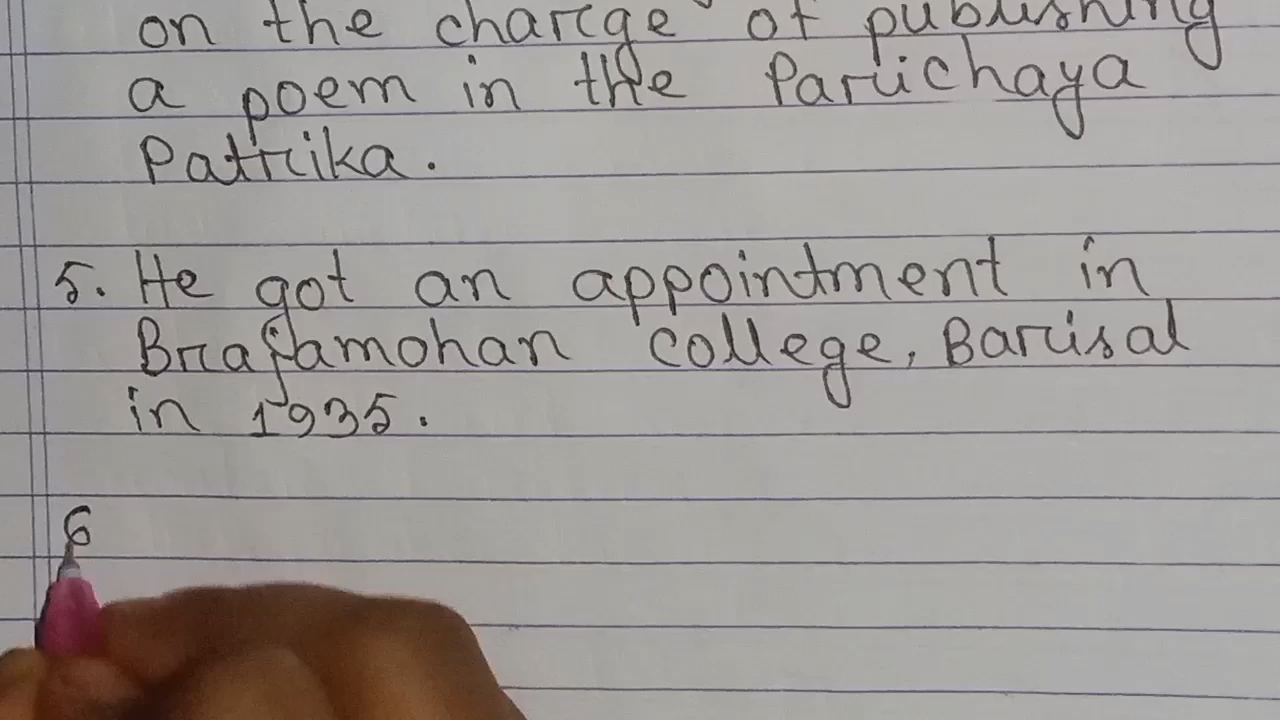 on the charge of publishing
a poem in the Parichaya
Patrika.
5. He got an appointment in
Brajamohan college, Barisal
in 1935.
6